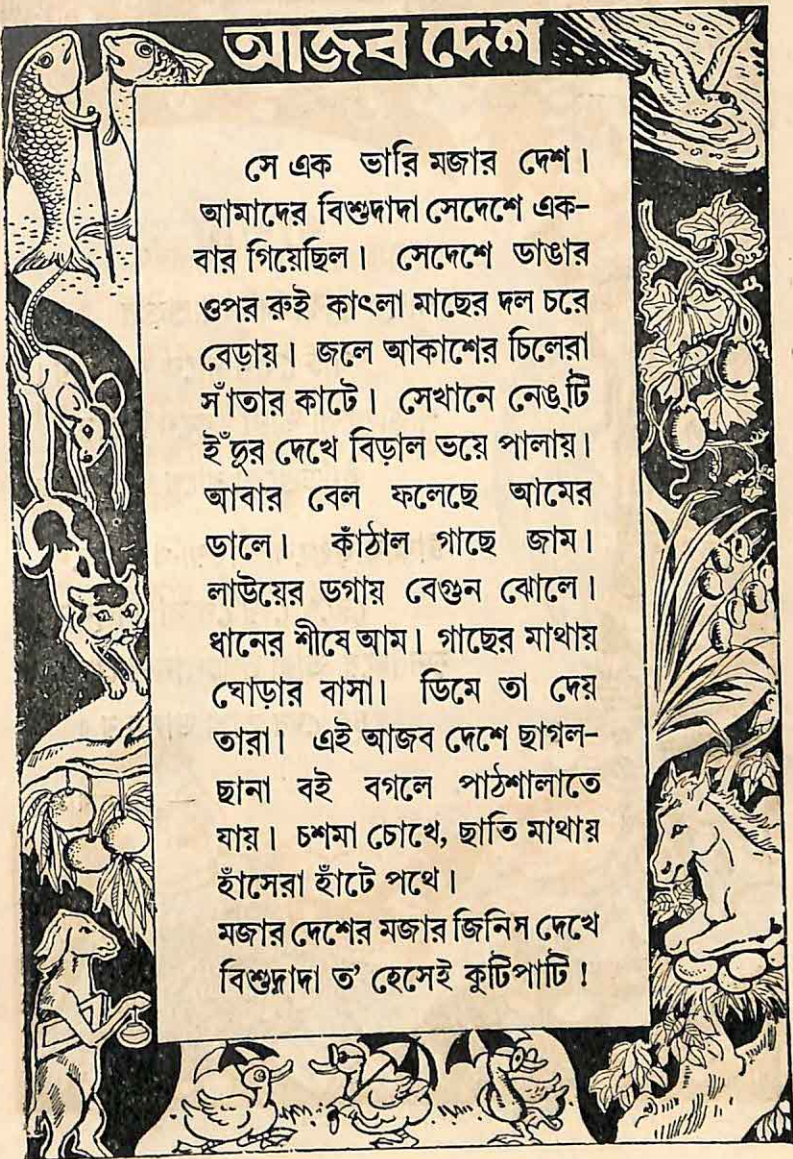 আজব দেশ
সে এক ভারি মজার দেশ।
আমাদের বিশুদাদা সেদেশে এক-
বার গিয়েছিল। সেদেশে ডাঙার
ওপর রুই কাৎলা মাছের দল চরে
বেড়ায়। জলে আকাশের চিলেরা
সাঁতার কাটে। সেখানে নেঙ্টি
ইঁদুর দেখে বিড়াল ভয়ে পালায়।
আবার বেল ফলেছে আমের
ডালে। কাঁঠাল গাছে জাম।
লাউয়ের ডগায় বেগুন ঝোলে।
ধানের শীষে আম। গাছের মাথায়
ঘোড়ার বাসা। ডিমে তা দেয়
তারা। এই আজব দেশে ছাগল-
ছানা বই বগলে পাঠশালাতে
যায়। চশমা চোখে, ছাতি মাথায়
হাঁসেরা হাঁটে পথে।
মজার দেশের মজার জিনিস দেখে
বিশুদাদা ত' হেসেই কুটিপাটি!